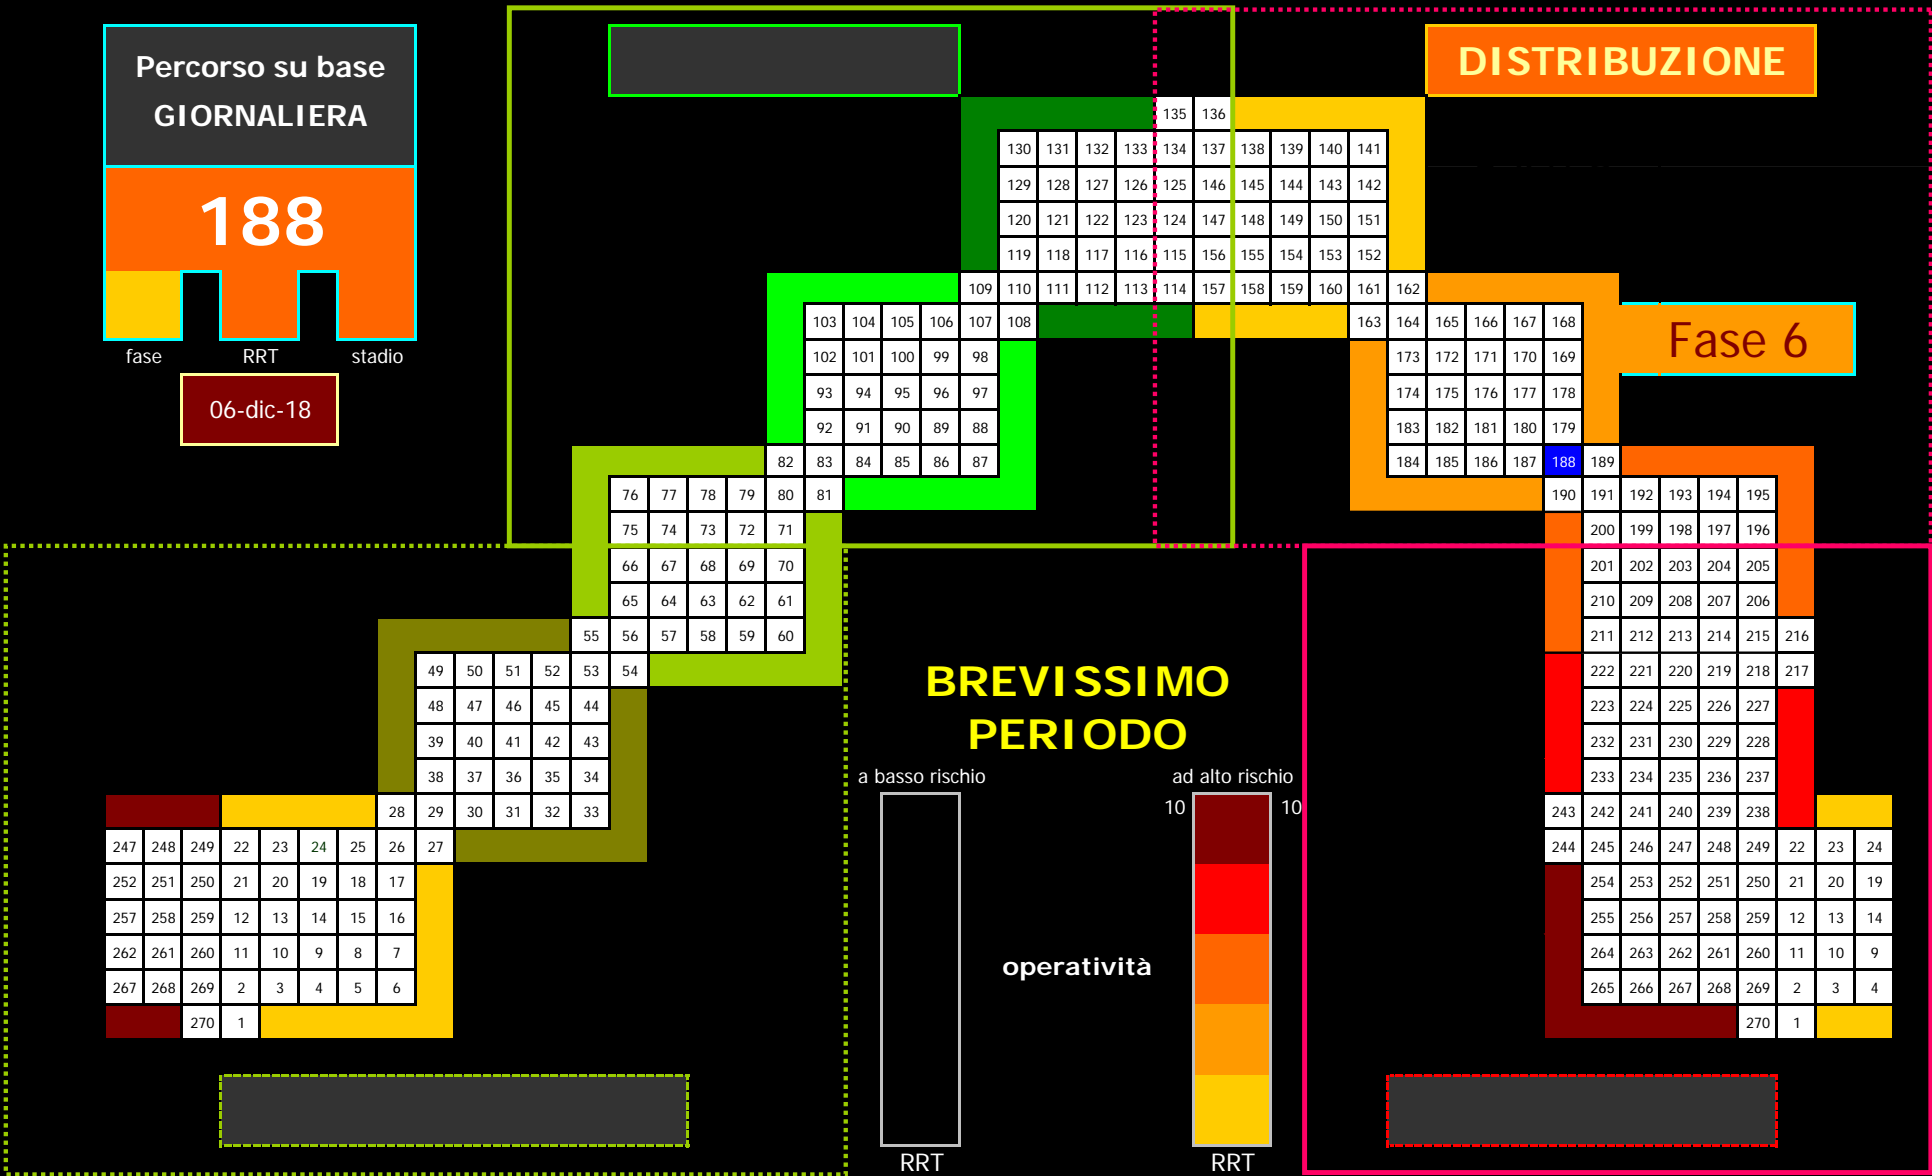 Percorso su base
GIORNALIERA
188
fase RRT stadio
06-dic-18
DISTRIBUZIONE
Fase 6
135 136
130 131 132 133 134 137 138 139 140 141
129 128 127 126 125 146 145 144 143 142
120 121 122 123 124 147 148 149 150 151
119 118 117 116 115 156 155 154 153 152
109 110 111 112 113 114 157 158 159 160 161 162
103 104 105 106 107 108 163 164 165 166 167 168
102 101 100 99 98 173 172 171 170 169
93 94 95 96 97 174 175 176 177 178
92 91 90 89 88 183 182 181 180 179
82 83 84 85 86 87 184 185 186 187 188 189
76 77 78 79 80 81 190 191 192 193 194 195
75 74 73 72 71 200 199 198 197 196
66 67 68 69 70 201 202 203 204 205
65 64 63 62 61 210 209 208 207 206
55 56 57 58 59 60 211 212 213 214 215 216
49 50 51 52 53 54 222 221 220 219 218 217
48 47 46 45 44 223 224 225 226 227
39 40 41 42 43 232 231 230 229 228
38 37 36 35 34 233 234 235 236 237
28 29 30 31 32 33 243 242 241 240 239 238
247 248 249 22 23 24 25 26 27 244 245 246 247 248 249 22 23 24
252 251 250 21 20 19 18 17 254 253 252 251 250 21 20 19
257 258 259 12 13 14 15 16 255 256 257 258 259 12 13 14
262 261 260 11 10 9 8 7 264 263 262 261 260 11 10 9
267 268 269 2 3 4 5 6 265 266 267 268 269 2 3 4
270 1 270 1
BREVISSIMO
PERIODO
a basso rischio ad alto rischio
10 10
operatività
RRT RRT